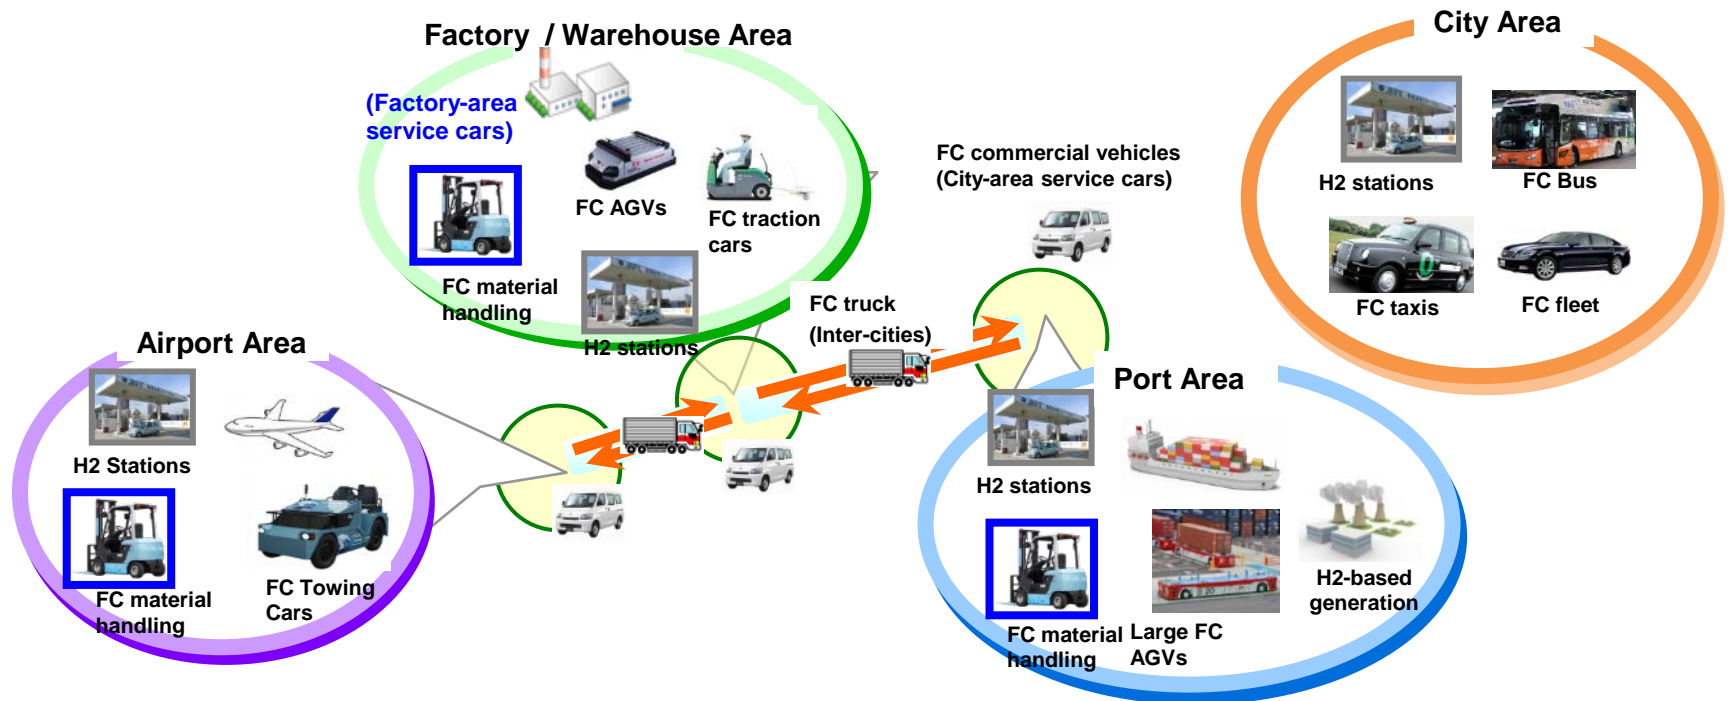 Factory / Warehouse Area
(Factory-area
service cars)
FC AGVs
FC traction
cars
FC material
handling
H2 stations
City Area
H2 stations
FC Bus
FC taxis
FC fleet
FC commercial vehicles
(City-area service cars)
FC truck
(Inter-cities)
Airport Area
H2 Stations
FC material
handling
FC Towing
Cars
Port Area
H2 stations
H2-based
generation
FC material
handling
Large FC
AGVs